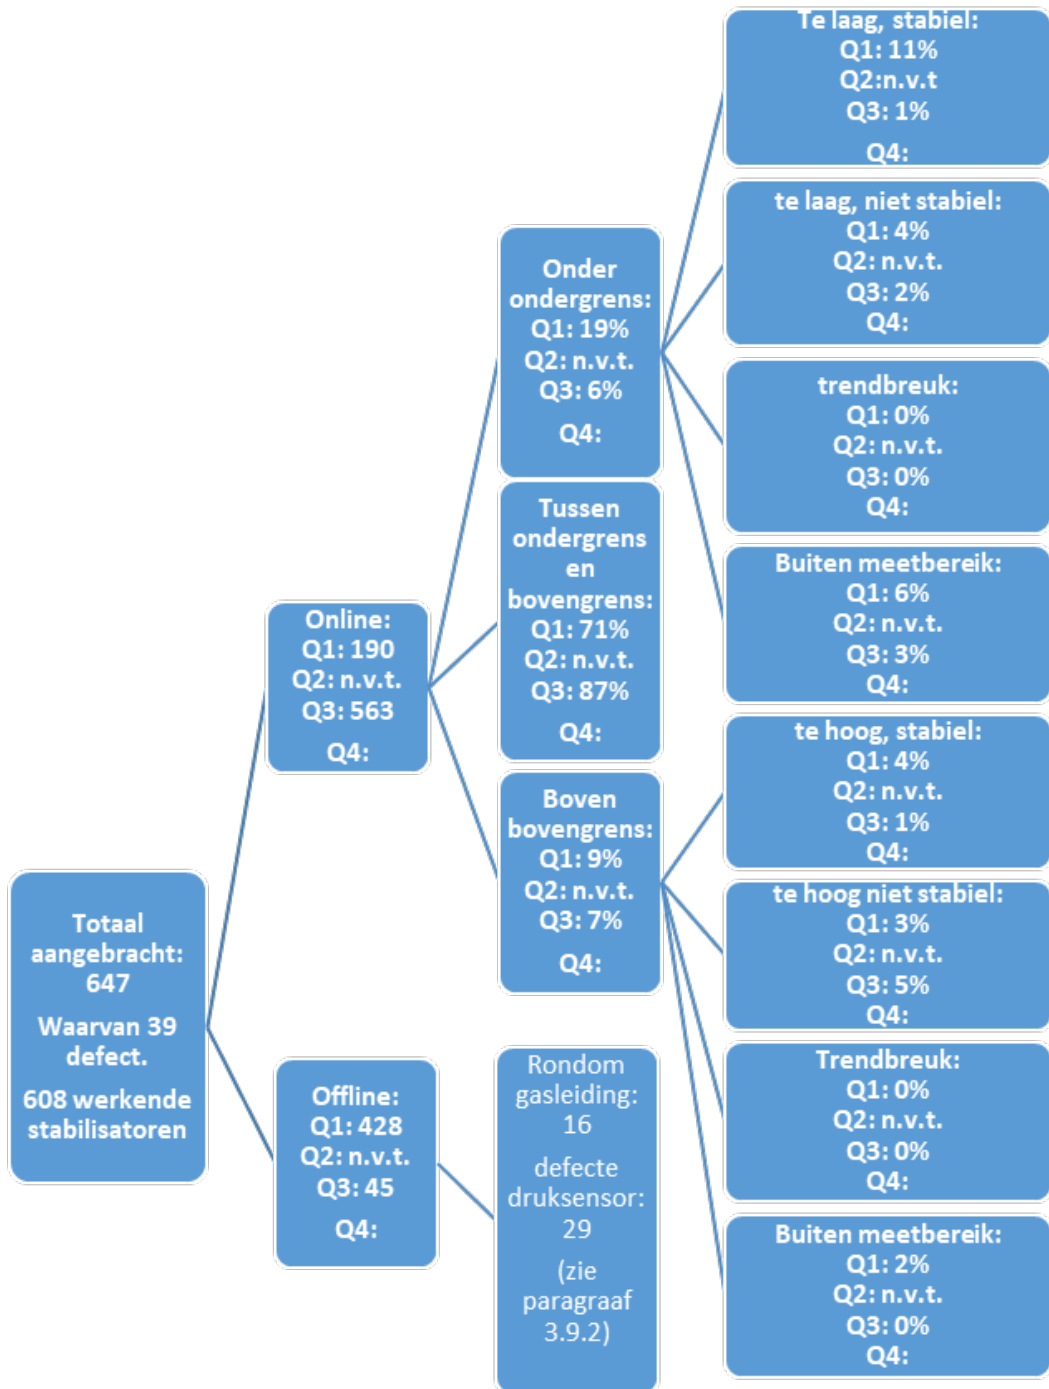 Totaal
aangebracht:
647
Waarvan 39
defect.
608 werkende
stabilisatoren
Online:
Q1: 190
Q2: n.v.t.
Q3: 563
Q4:
Onder
ondergrens:
Q1: 19%
Q2: n.v.t.
Q3: 6%
Q4:
Te laag, stabiel:
Q1: 11%
Q2:n.v.t
Q3: 1%
Q4:
te laag, niet stabiel:
Q1: 4%
Q2: n.v.t.
Q3: 2%
Q4:
trendbreuk:
Q1: 0%
Q2: n.v.t.
Q3: 0%
Q4:
Buiten meetbereik:
Q1: 6%
Q2: n.v.t.
Q3: 3%
Q4:
Tussen
ondergrens
en
bovengrens:
Q1: 71%
Q2: n.v.t.
Q3: 87%
Q4:
Boven
bovengrens:
Q1: 9%
Q2: n.v.t.
Q3: 7%
Q4:
te hoog, stabiel:
Q1: 4%
Q2: n.v.t.
Q3: 1%
Q4:
te hoog niet stabiel:
Q1: 3%
Q2: n.v.t.
Q3: 5%
Q4:
Trendbreuk:
Q1: 0%
Q2: n.v.t.
Q3: 0%
Q4:
Buiten meetbereik:
Q1: 2%
Q2: n.v.t.
Q3: 0%
Q4:
Offline:
Q1: 428
Q2: n.v.t.
Q3: 45
Q4:
Rondom
gasleiding:
16
defecte
druksensor:
29
(zie
paragraaf
3.9.2)